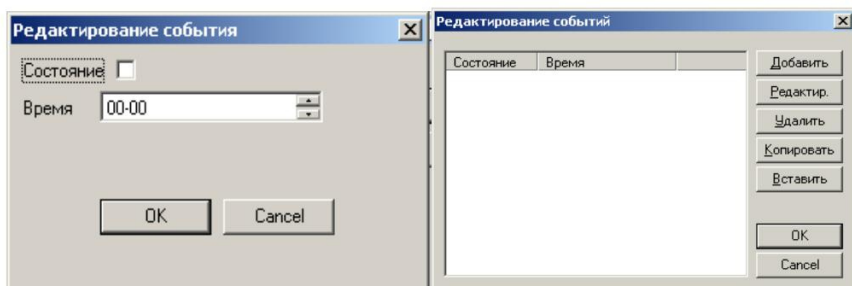 Редактирование события
Состояние
Время 00-00
OK Cancel
Редактирование событий
Состояние Время
Добавить
Редактир.
Удалить
Копировать
Вставить
OK
Cancel